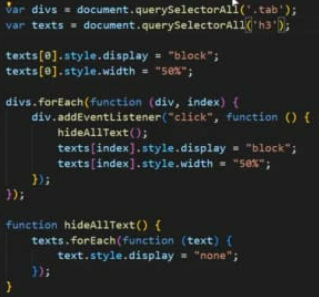 var divs = document.querySelectorAll('.tab');
var texts = document.querySelectorAll('h3');
texts[0].style.display = "block";
texts[0].style.width = "50%";
divs.forEach(function (div, index) {
div.addEventListener("click", function () {
hideAllText();
texts[index].style.display = "block";
texts[index].style.width = "50%";
});
});
function hideAllText() {
texts.forEach(function (text) {
text.style.display = "none";
});
}